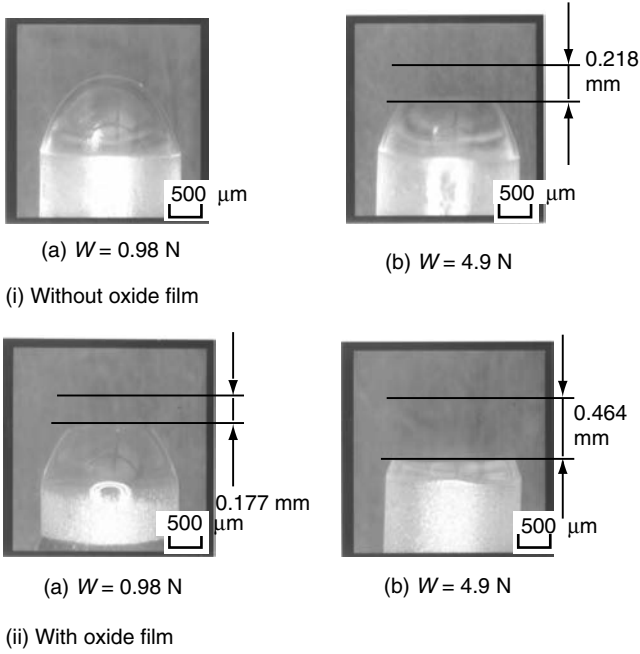 0.218
mm
500 μm
500 μm
(a) W = 0.98 N
(b) W = 4.9 N
(i) Without oxide film
0.177 mm
0.464
mm
500 μm
500 μm
(a) W = 0.98 N
(b) W = 4.9 N
(ii) With oxide film